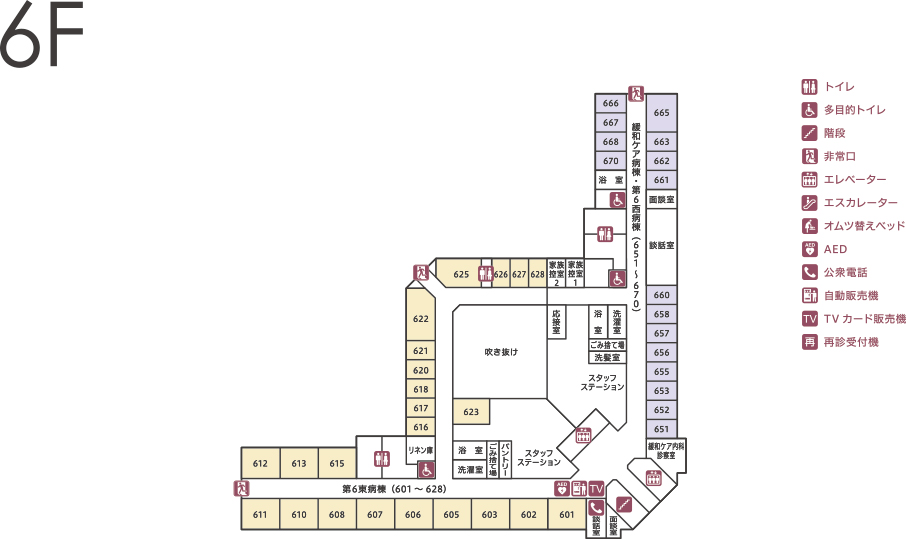 6F
トイレ
多目的トイレ
階段
非常口
エレベーター
エスカレーター
オムツ替えベッド
AED
AED
公衆電話
自動販売機
TV
TVカード販売機
再
再診受付機
666
665
667
668
663
670
662
661
浴室
面談室
緩和ケア病棟・第6西病棟(651〜670)
談話室
625
626
627
628
家族
控室
2
家族
控室
1
660
622
応接室
浴室
洗濯室
658
657
621
吹き抜け
ごみ捨て場
656
洗髪室
620
655
618
スタッフ
ステーション
653
617
623
652
616
651
リネン庫
浴室
ごみ捨て場
パントリー
スタッフ
ステーション
緩和ケア内科
診察室
612
613
615
洗濯室
第6東病棟(601〜628)
AED
TV
611
610
608
607
606
605
603
602
601
談話室
面談室